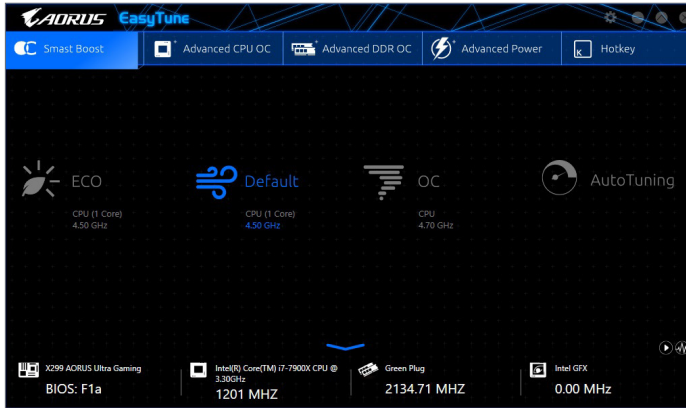 AORUS EasyTune
Smast Boost
Advanced CPU OC
Advanced DDR OC
Advanced Power
K
Hotkey
ECO
CPU (1 Core)
4.50 GHz
Default
CPU (1 Core)
4.50 GHz
OC
CPU
4.70 GHz
AutoTuning
X299 AORUS Ultra Gaming
BIOS: F1a
Intel(R) Core(TM) i7-7900X CPU @
3.30GHz
1201 MHZ
Green Plug
2134.71 MHZ
Intel GFX
0.00 MHz